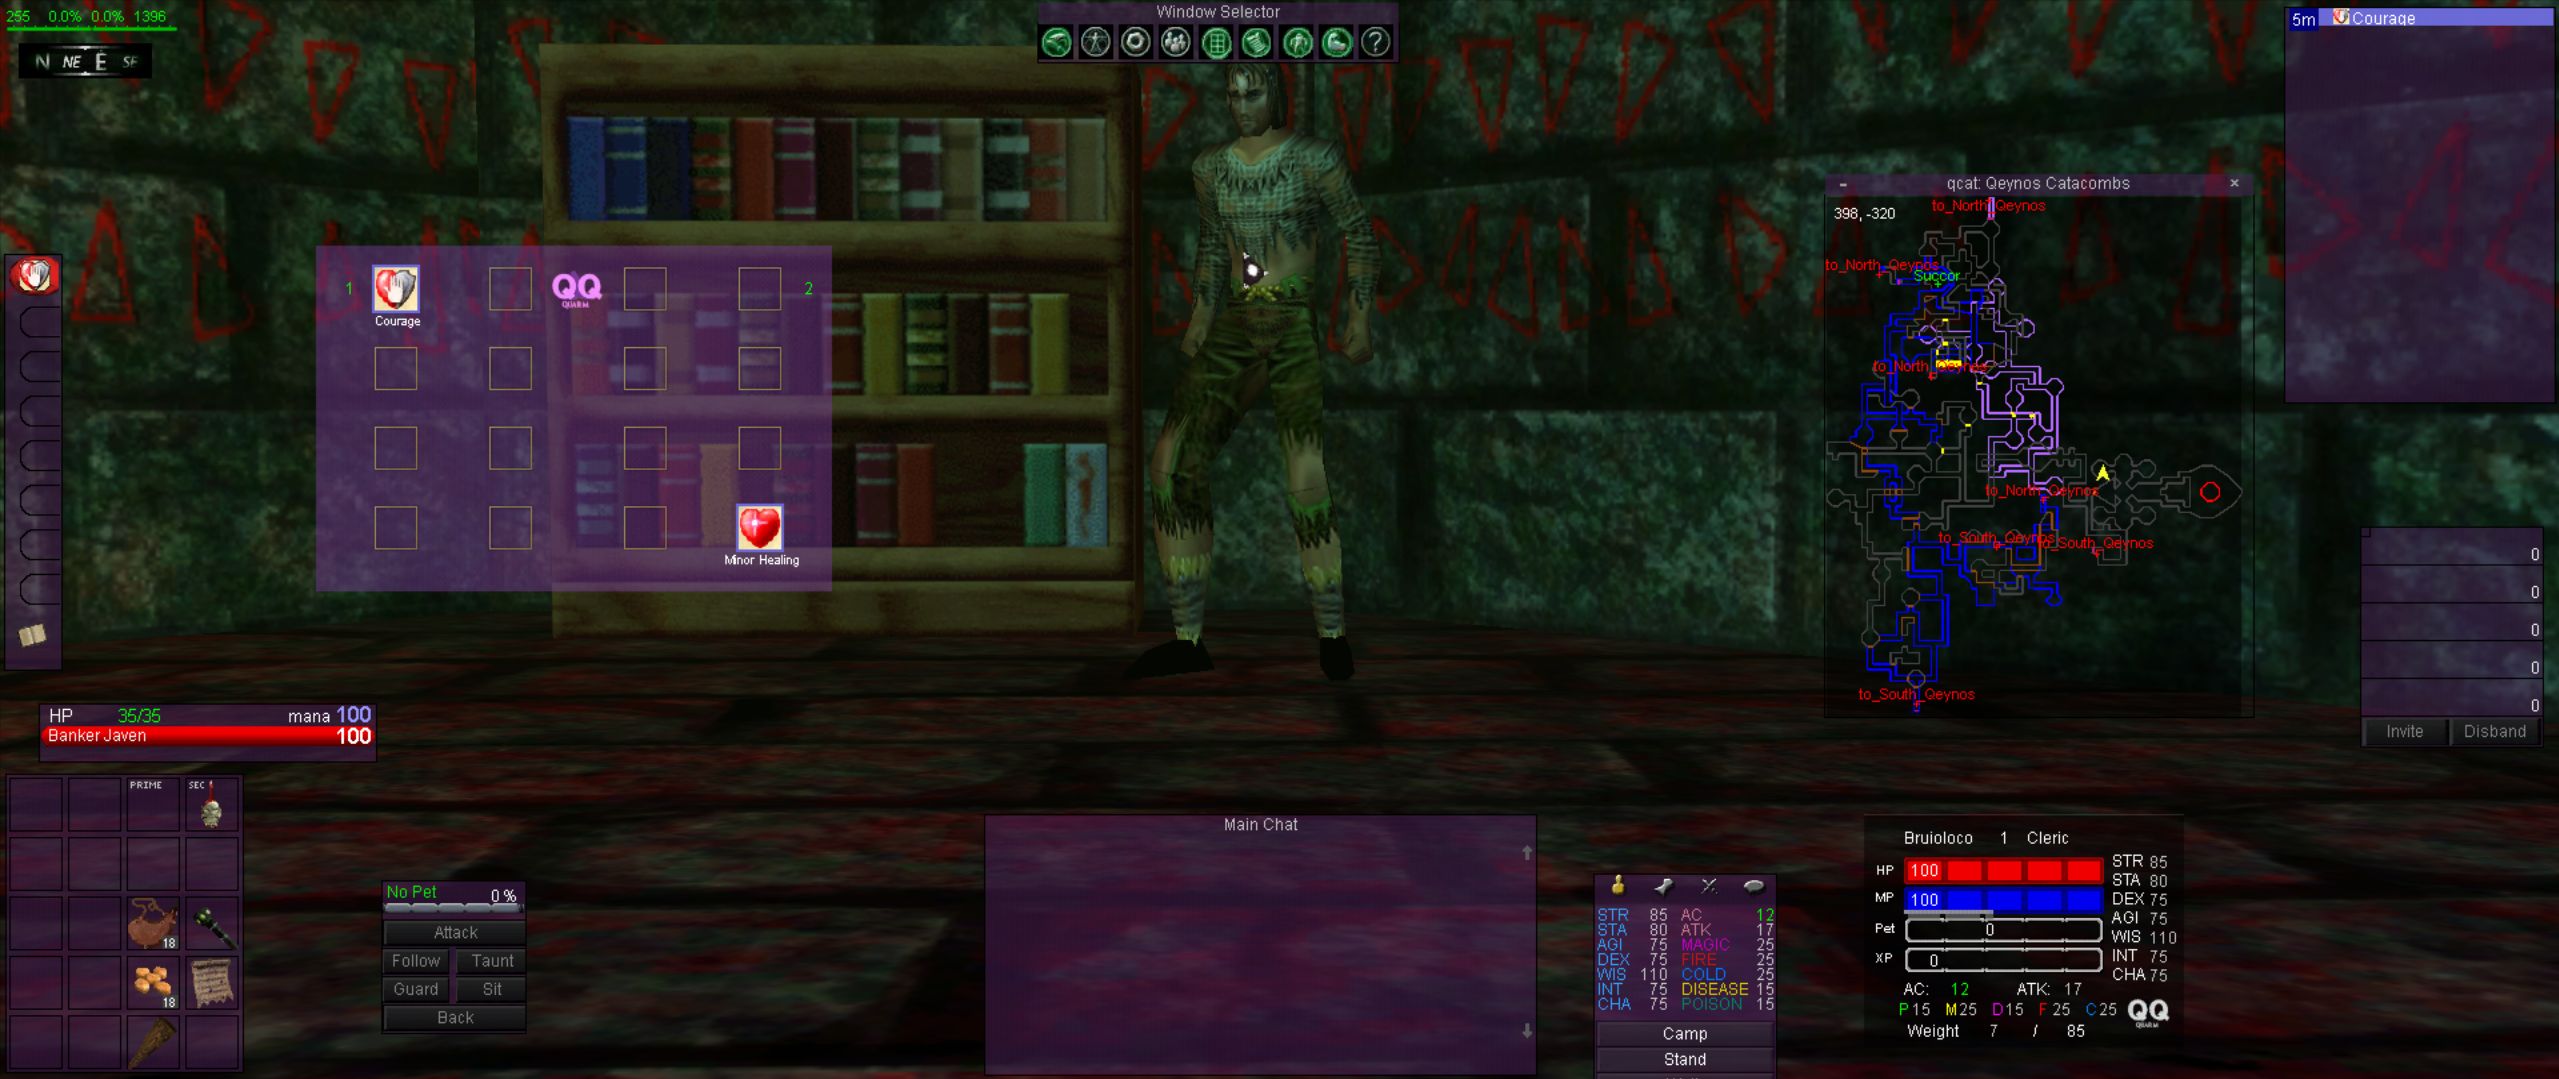 255 0.0% 0.0% 1396
N NE E SE
Window Selector
?
5m Courage
1
Courage
QQ
QUARM
2
Minor Healing
qcat: Qeynos Catacombs
398, -320
to_North_Qeynos
to_North_Qeynos
Succor
to_North_Qeynos
to_North_Qeynos
to_South_Qeynos
to_South_Qeynos
to_South_Qeynos
0
0
0
0
0
Invite Disband
HP 35/35 mana 100
Banker Javen 100
PRIME SEC
18
18
No Pet 0 %
Attack
Follow Taunt
Guard Sit
Back
Main Chat
STR 85 AC 12
STA 80 ATK 17
AGI 75 MAGIC 25
DEX 75 FIRE 25
WIS 110 COLD 25
INT 75 DISEASE 15
CHA 75 POISON 15
Camp
Stand
Bruioloco 1 Cleric
HP 100
MP 100
Pet 0
XP 0
STR 85
STA 80
DEX 75
AGI 75
WIS 110
INT 75
CHA 75
AC: 12 ATK: 17
P 15 M 25 D 15 F 25 C 25
QQ
QUARM
Weight 7 / 85